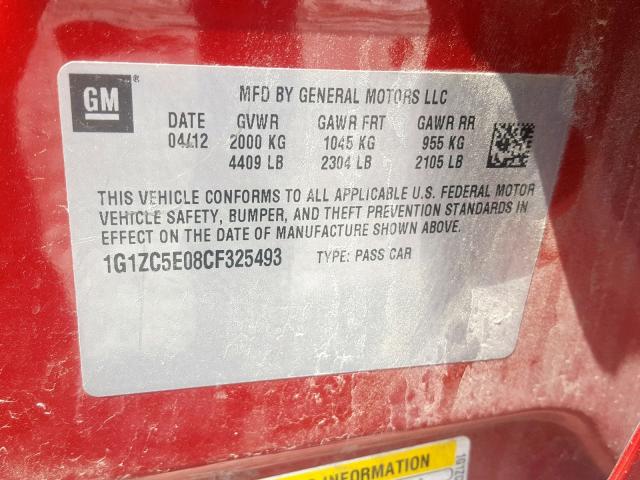 GM ®
MFD BY GENERAL MOTORS LLC
DATE GVWR GAWR FRT GAWR RR
04/12 2000 KG 1045 KG 955 KG
4409 LB 2304 LB 2105 LB
THIS VEHICLE CONFORMS TO ALL APPLICABLE U.S. FEDERAL MOTOR
VEHICLE SAFETY, BUMPER, AND THEFT PREVENTION STANDARDS IN
EFFECT ON THE DATE OF MANUFACTURE SHOWN ABOVE.
1G1ZC5E08CF325493 TYPE: PASS CAR
INFORMATION